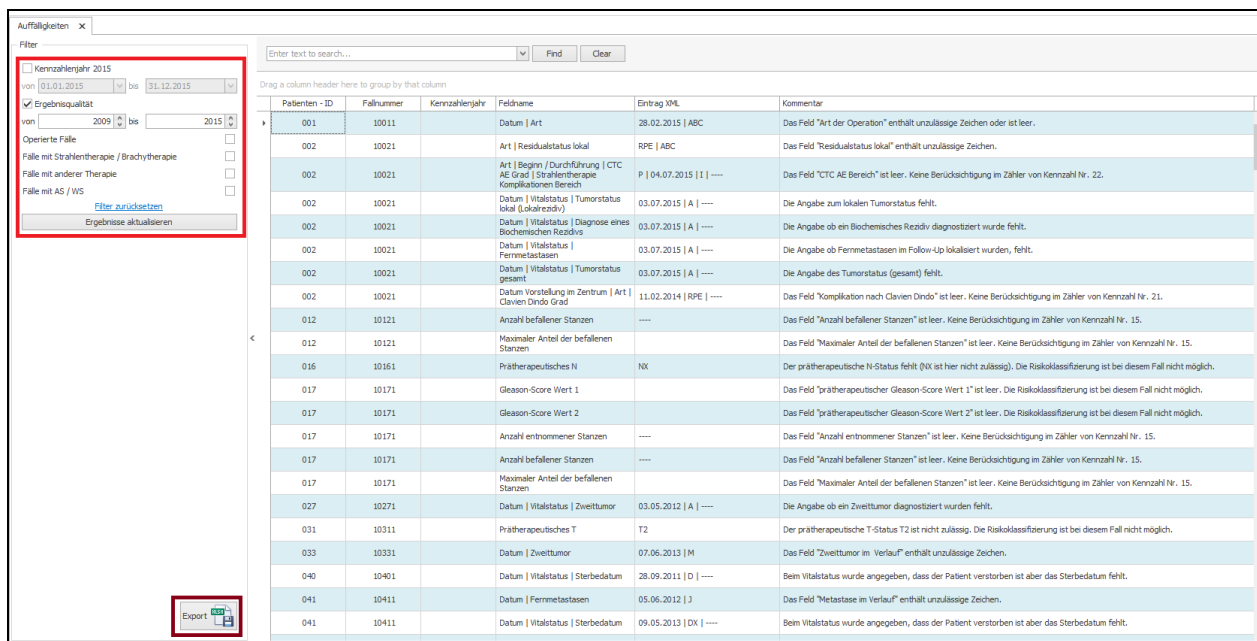 Auffälligkeiten X
Filter
Kennzahlenjahr 2015
von 01.01.2015 bis 31.12.2015
Ergebnisqualität
von 2009 bis 2015
Operierte Fälle
Fälle mit Strahlentherapie / Brachytherapie
Fälle mit anderer Therapie
Fälle mit AS / WS
Filter zurücksetzen
Ergebnisse aktualisieren
Export XLSX
Enter text to search... Find Clear
Drag a column header here to group by that column
Patienten - ID Fallnummer Kennzahlenjahr Feldname Eintrag XML Kommentar
001 10011 Datum | Art 28.02.2015 | ABC Das Feld "Art der Operation" enthält unzulässige Zeichen oder ist leer.
002 10021 Art | Residualstatus lokal RPE | ABC Das Feld "Residualstatus lokal" enthält unzulässige Zeichen.
Art | Beginn / Durchführung | CTC
002 10021 AE Grad | Strahlentherapie P | 04.07.2015 | I | ---- Das Feld "CTC AE Bereich" ist leer. Keine Berücksichtigung im Zähler von Kennzahl Nr. 22.
Komplikationen Bereich
002 10021 Datum | Vitalstatus | Tumorstatus 03.07.2015 | A | ---- Die Angabe zum lokalen Tumorstatus fehlt.
lokal (Lokalrezidiv)
002 10021 Datum | Vitalstatus | Diagnose eines 03.07.2015 | A | ---- Die Angabe ob ein Biochemisches Rezidiv diagnostiziert wurde fehlt.
Biochemischen Rezidivs
002 10021 Datum | Vitalstatus | 03.07.2015 | A | ---- Die Angabe ob Fernmetastasen im Follow-Up lokalisiert wurden, fehlt.
Fernmetastasen
002 10021 Datum | Vitalstatus | Tumorstatus 03.07.2015 | A | ---- Die Angabe des Tumorstatus (gesamt) fehlt.
gesamt
002 10021 Datum Vorstellung im Zentrum | Art | 11.02.2014 | RPE | ---- Das Feld "Komplikation nach Clavien Dindo" ist leer. Keine Berücksichtigung im Zähler von Kennzahl Nr. 21.
Clavien Dindo Grad
012 10121 Anzahl befallener Stanzen ---- Das Feld "Anzahl befallener Stanzen" ist leer. Keine Berücksichtigung im Zähler von Kennzahl Nr. 15.
012 10121 Maximaler Anteil der befallenen Das Feld "Maximaler Anteil der befallenen Stanzen" ist leer. Keine Berücksichtigung im Zähler von Kennzahl Nr. 15.
Stanzen
016 10161 Prätherapeutisches N NX Der prätherapeutische N-Status fehlt (NX ist hier nicht zulässig). Die Risikoklassifizierung ist bei diesem Fall nicht möglich.
017 10171 Gleason-Score Wert 1 Das Feld "prätherapeutischer Gleason-Score Wert 1" ist leer. Die Risikoklassifizierung ist bei diesem Fall nicht möglich.
017 10171 Gleason-Score Wert 2 Das Feld "prätherapeutischer Gleason-Score Wert 2" ist leer. Die Risikoklassifizierung ist bei diesem Fall nicht möglich.
017 10171 Anzahl entnommener Stanzen ---- Das Feld "Anzahl entnommener Stanzen" ist leer. Keine Berücksichtigung im Zähler von Kennzahl Nr. 15.
017 10171 Anzahl befallener Stanzen ---- Das Feld "Anzahl befallener Stanzen" ist leer. Keine Berücksichtigung im Zähler von Kennzahl Nr. 15.
017 10171 Maximaler Anteil der befallenen Das Feld "Maximaler Anteil der befallenen Stanzen" ist leer. Keine Berücksichtigung im Zähler von Kennzahl Nr. 15.
Stanzen
027 10271 Datum | Vitalstatus | Zweittumor 03.05.2012 | A | ---- Die Angabe ob ein Zweittumor diagnostiziert wurden fehlt.
031 10311 Prätherapeutisches T T2 Der prätherapeutische T-Status T2 ist nicht zulässig. Die Risikoklassifizierung ist bei diesem Fall nicht möglich.
033 10331 Datum | Zweittumor 07.06.2013 | M Das Feld "Zweittumor im Verlauf" enthält unzulässige Zeichen.
040 10401 Datum | Vitalstatus | Sterbedatum 28.09.2011 | D | ---- Beim Vitalstatus wurde angegeben, dass der Patient verstorben ist aber das Sterbedatum fehlt.
041 10411 Datum | Fernmetastasen 05.06.2012 | J Das Feld "Metastase im Verlauf" enthält unzulässige Zeichen.
041 10411 Datum | Vitalstatus | Sterbedatum 09.05.2013 | DX | ---- Beim Vitalstatus wurde angegeben, dass der Patient verstorben ist aber das Sterbedatum fehlt.